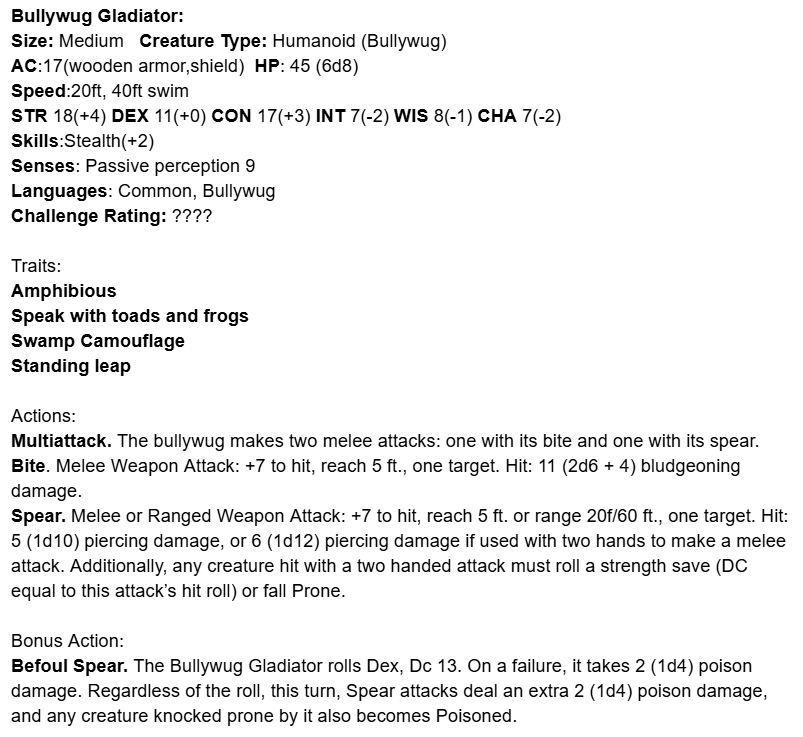 Bullywug Gladiator:
Size: Medium Creature Type: Humanoid (Bullywug)
AC:17(wooden armor,shield) HP: 45 (6d8)
Speed:20ft, 40ft swim
STR 18(+4) DEX 11(+0) CON 17(+3) INT 7(-2) WIS 8(-1) CHA 7(-2)
Skills:Stealth(+2)
Senses: Passive perception 9
Languages: Common, Bullywug
Challenge Rating: ????
Traits:
Amphibious
Speak with toads and frogs
Swamp Camouflage
Standing leap
Actions:
Multiattack. The bullywug makes two melee attacks: one with its bite and one with its spear.
Bite. Melee Weapon Attack: +7 to hit, reach 5 ft., one target. Hit: 11 (2d6 + 4) bludgeoning
damage.
Spear. Melee or Ranged Weapon Attack: +7 to hit, reach 5 ft. or range 20f/60 ft., one target. Hit:
5 (1d10) piercing damage, or 6 (1d12) piercing damage if used with two hands to make a melee
attack. Additionally, any creature hit with a two handed attack must roll a strength save (DC
equal to this attack’s hit roll) or fall Prone.
Bonus Action:
Befoul Spear. The Bullywug Gladiator rolls Dex, Dc 13. On a failure, it takes 2 (1d4) poison
damage. Regardless of the roll, this turn, Spear attacks deal an extra 2 (1d4) poison damage,
and any creature knocked prone by it also becomes Poisoned.